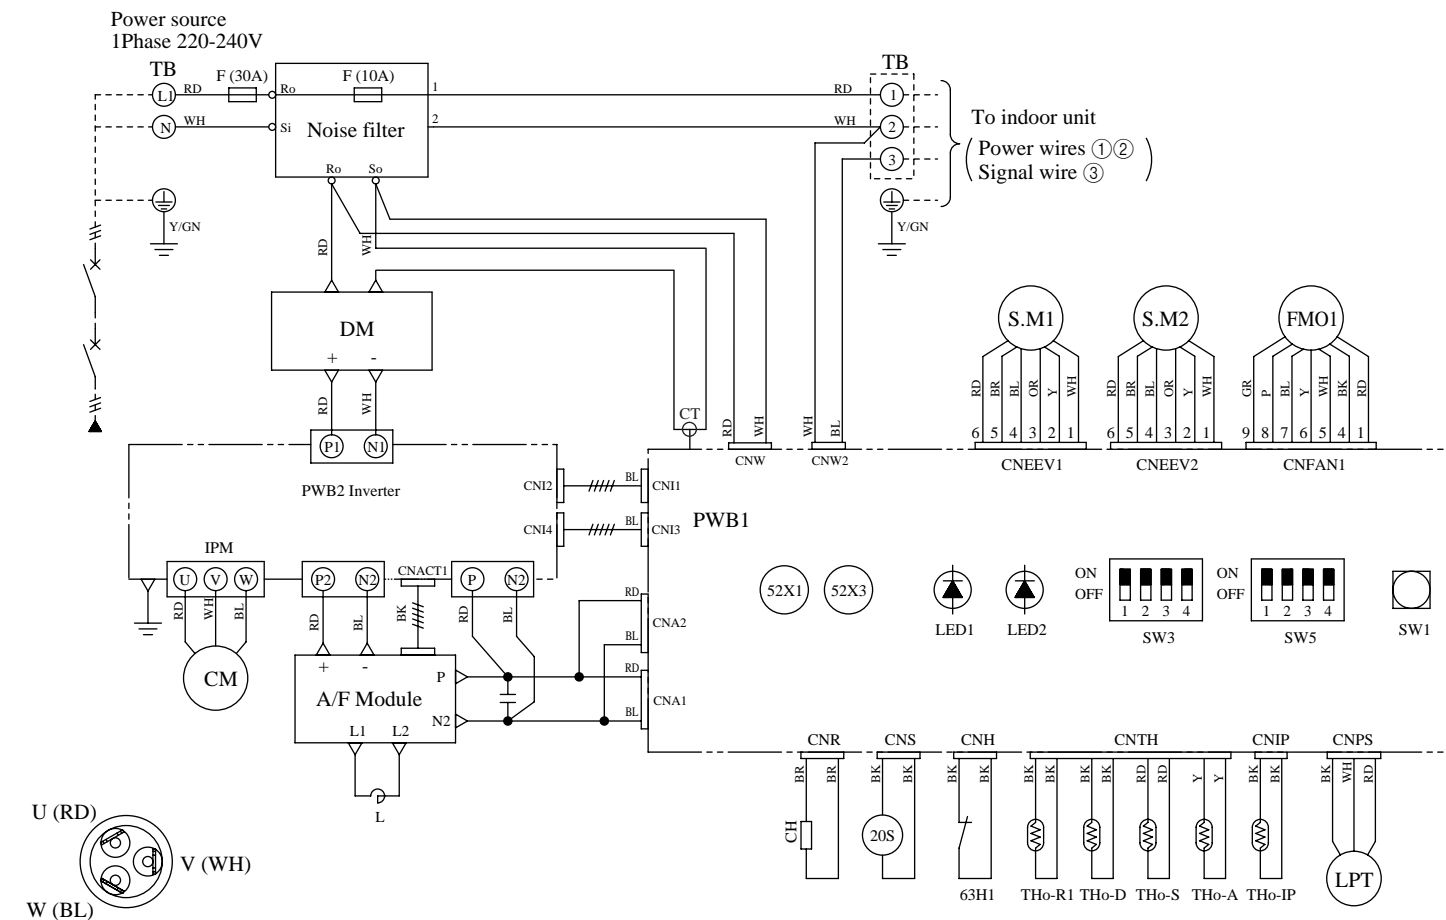 Power source
1Phase 220-240V
TB
F (30A)
F (10A)
TB
L1
RD
Ro
1
RD
1
N
WH
Si
Noise filter
2
WH
2
3
To indoor unit
Power wires ①②
Signal wire ③
Ro
So
Y/GN
Y/GN
RD
WH
DM
+
-
RD
WH
S.M1
S.M2
FMO1
RD
BR
BL
OR
Y
WH
RD
BR
BL
OR
Y
WH
GR
P
BL
Y
WH
BK
RD
6
5
4
3
2
1
6
5
4
3
2
1
9
8
7
6
5
4
1
CT
RD
WH
WH
BL
P1
N1
CNW
CNW2
CNEEV1
CNEEV2
CNFAN1
PWB2 Inverter
CNI2
BL
CNI1
CNI4
BL
CNI3
PWB1
IPM
U
V
W
P2
N2
CNACT1
P
N2
RD
WH
BL
RD
BL
BK
RD
BL
52X1
52X3
LED1
LED2
ON
OFF
1
2
3
4
SW3
ON
OFF
1
2
3
4
SW5
SW1
RD
CNA2
BL
RD
CNA1
BL
CM
+
-
P
A/F Module
N2
L1
L2
L
CNR
CNS
CNH
CNTH
CNIP
CNPS
BR
BR
BK
BK
BK
BK
BK
BK
BK
BK
RD
RD
Y
Y
BK
BK
BK
WH
RD
CH
20S
63H1
THo-R1
THo-D
THo-S
THo-A
THo-IP
LPT
U (RD)
V (WH)
W (BL)